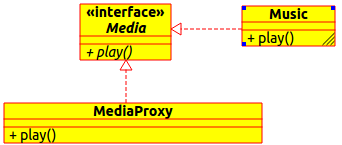 «interface»
Media
+ play()
Music
+ play()
MediaProxy
+ play()